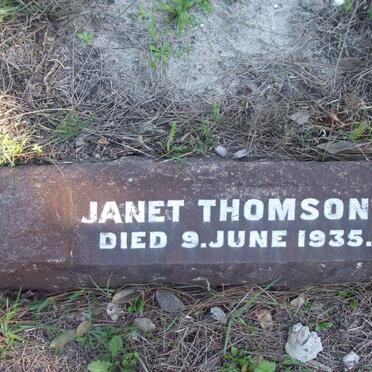 JANET THOMSON
DIED 9.JUNE 1935.